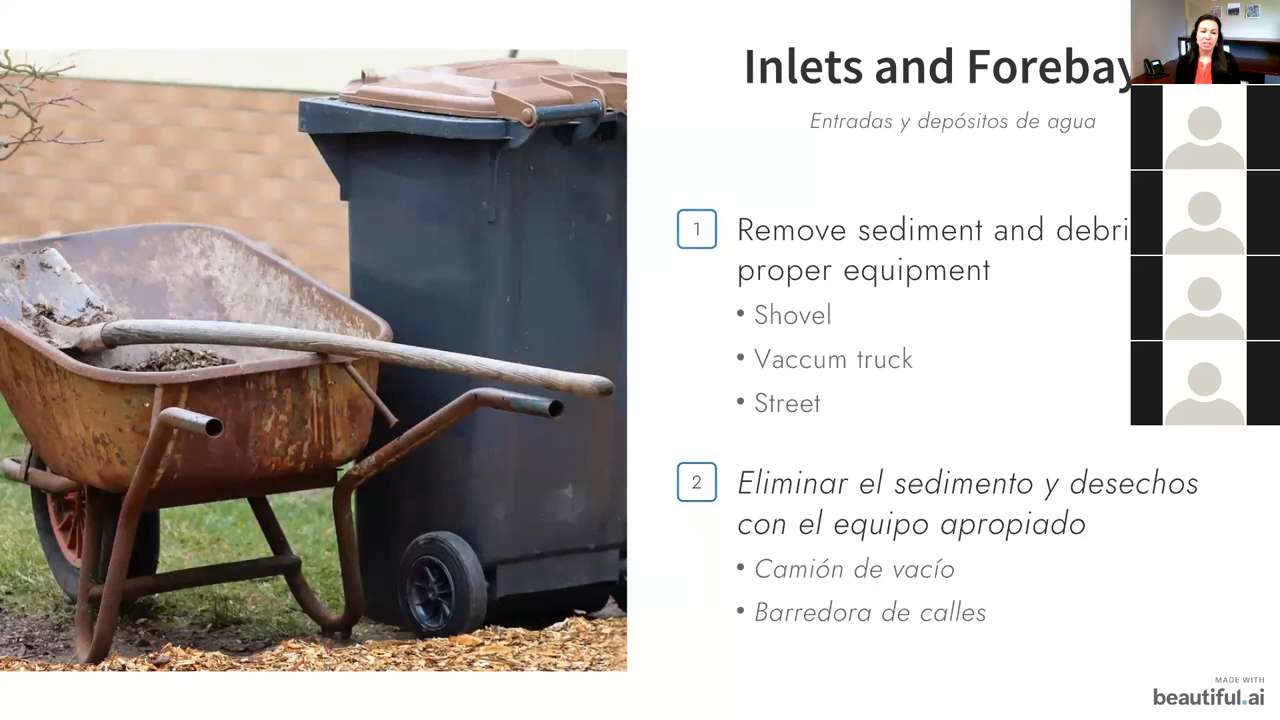 Inlets and Forebay
Entradas y depósitos de agua
1
Remove sediment and debri
proper equipment
• Shovel
• Vaccum truck
• Street
2
Eliminar el sedimento y desechos
con el equipo apropiado
• Camión de vacío
• Barredora de calles
MADE WITH
beautiful.ai